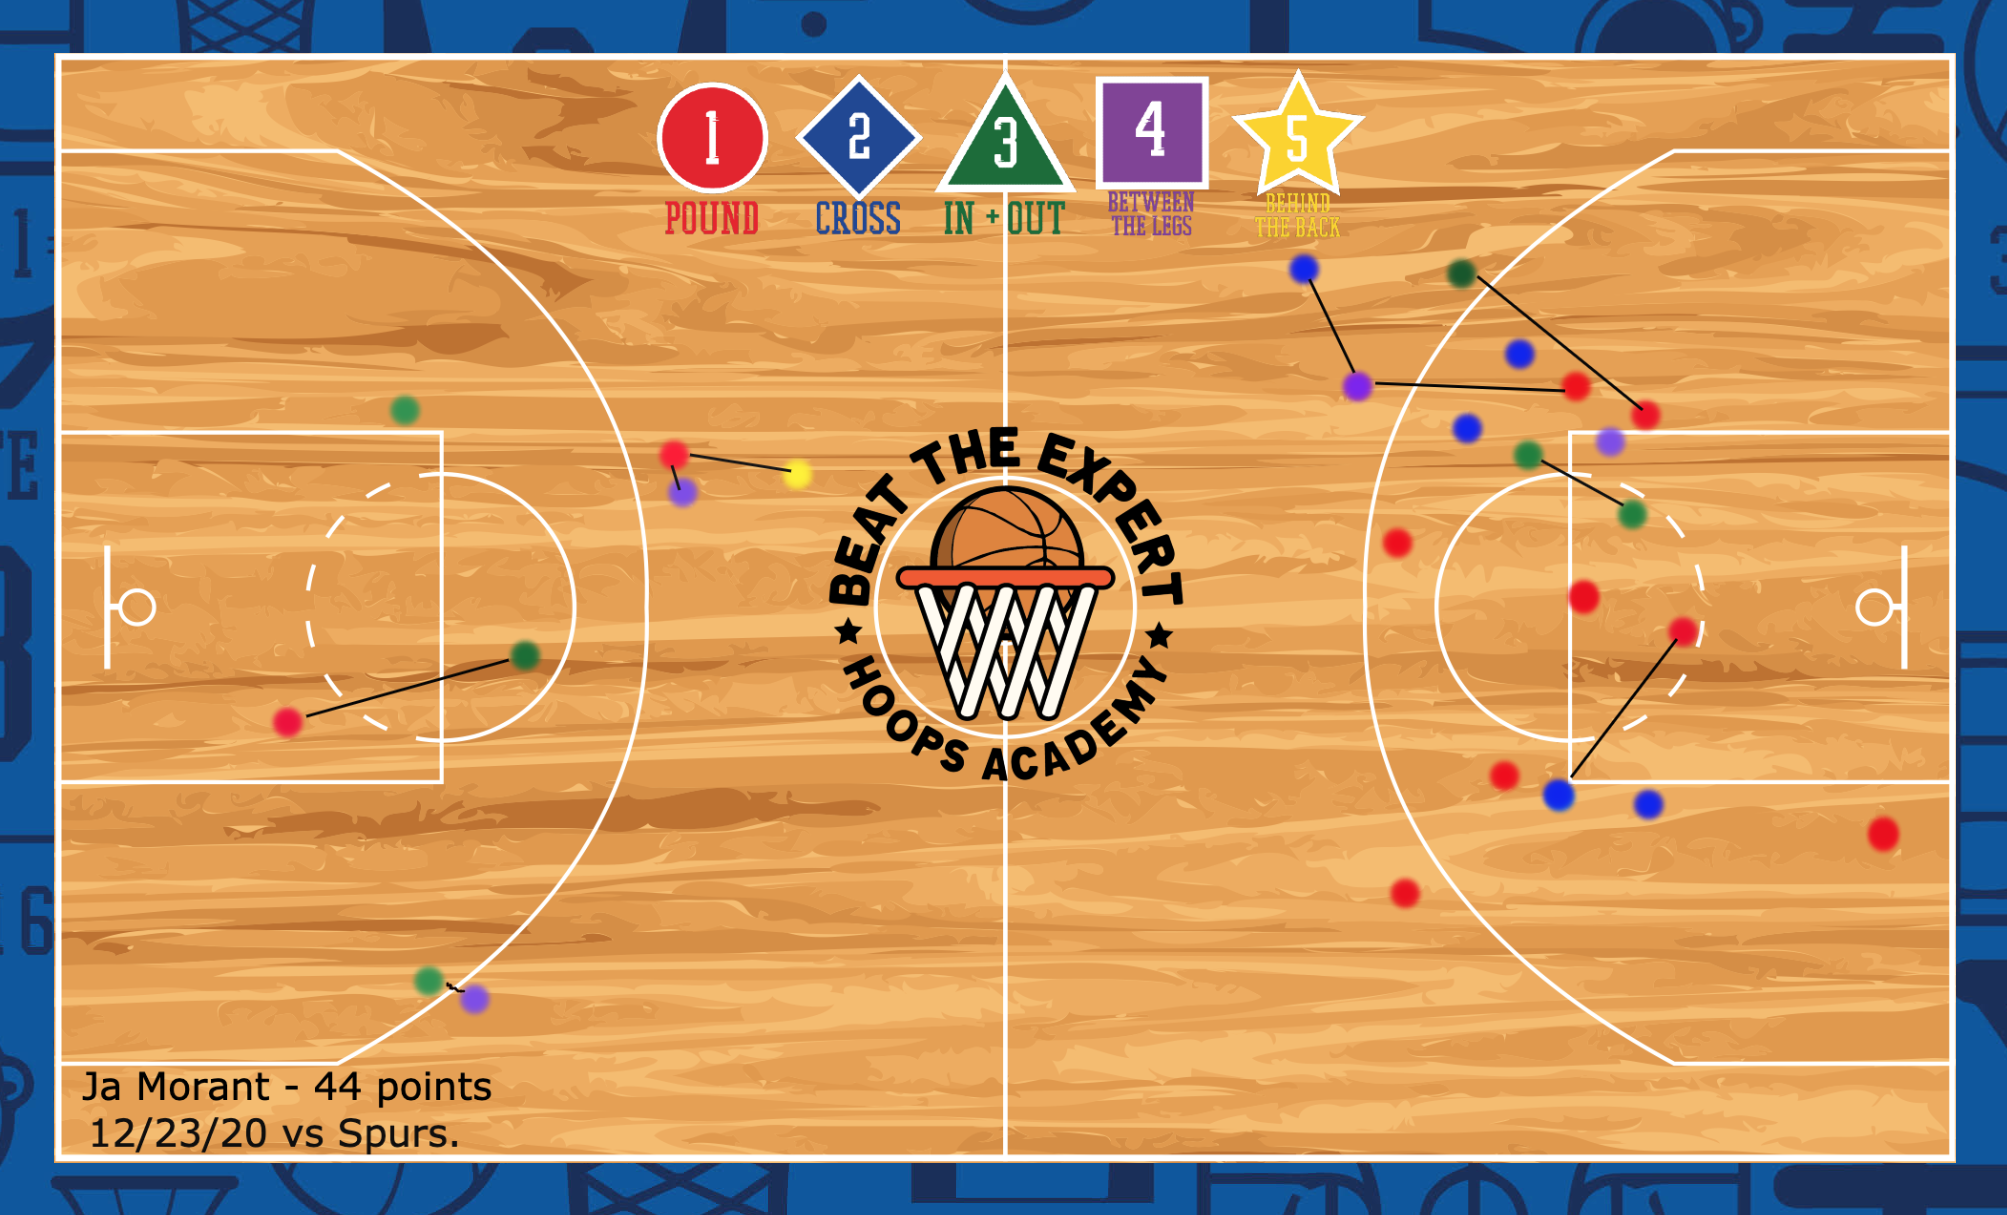 1
2
3
4
5
POUND
CROSS
IN + OUT
BETWEEN
THE LEGS
BEHIND
THE BACK
BEAT THE EXPERT
HOOPS ACADEMY
Ja Morant - 44 points
12/23/20 vs Spurs.